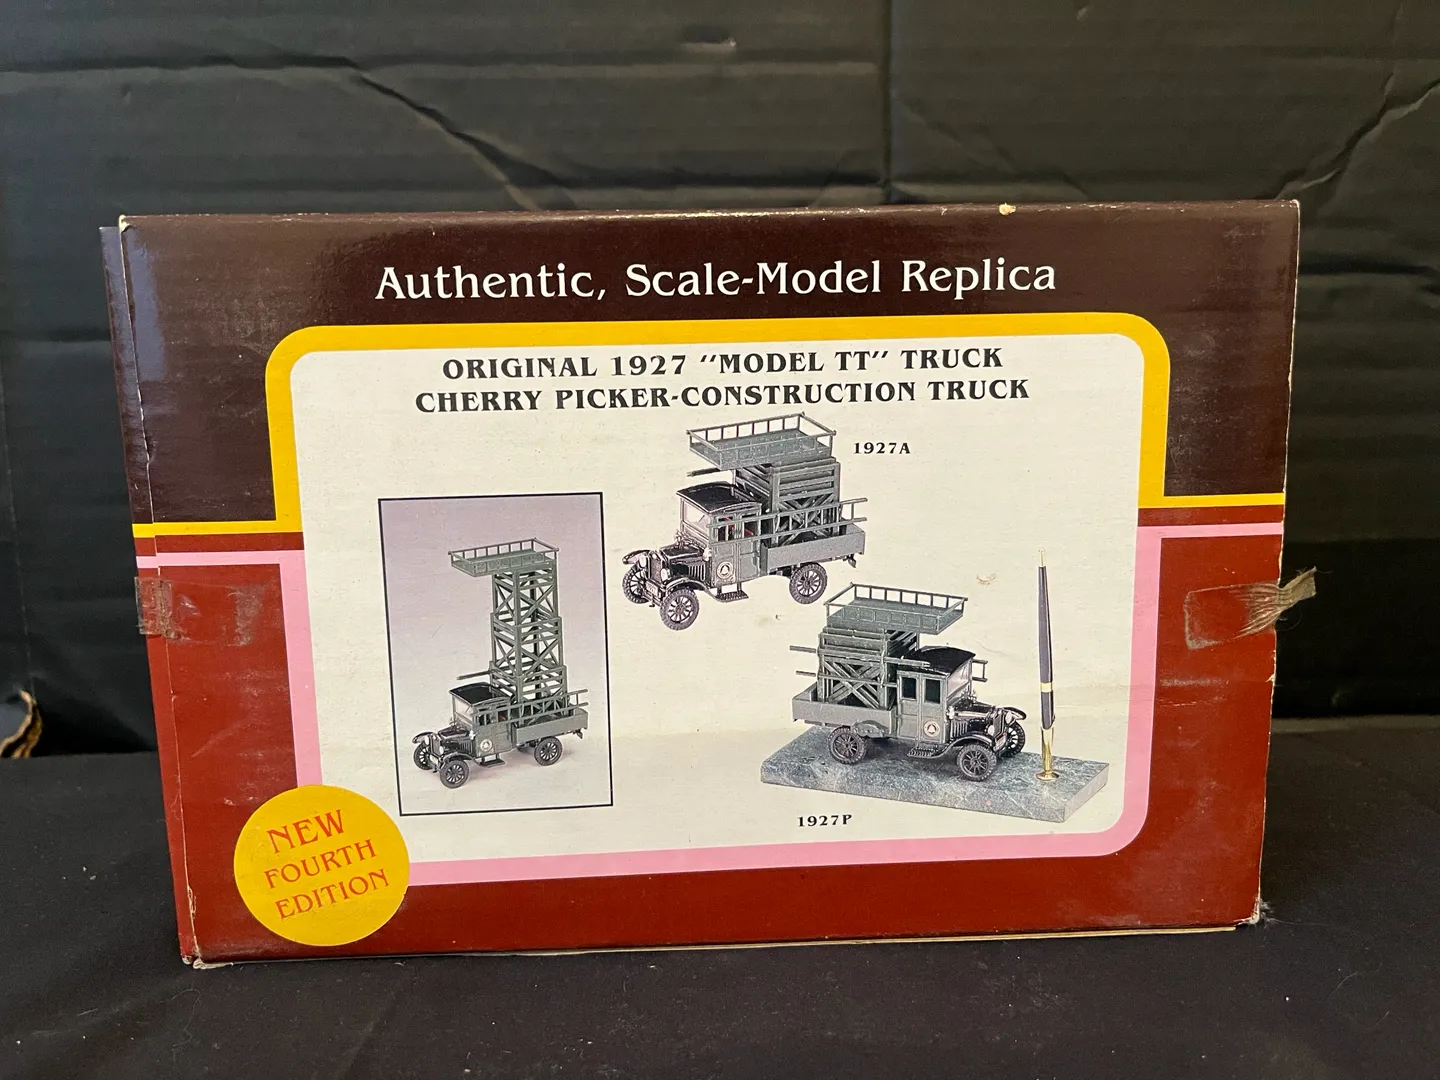 Authentic, Scale-Model Replica
ORIGINAL 1927 "MODEL TT" TRUCK
CHERRY PICKER-CONSTRUCTION TRUCK
1927A
1927P
NEW
FOURTH
EDITION